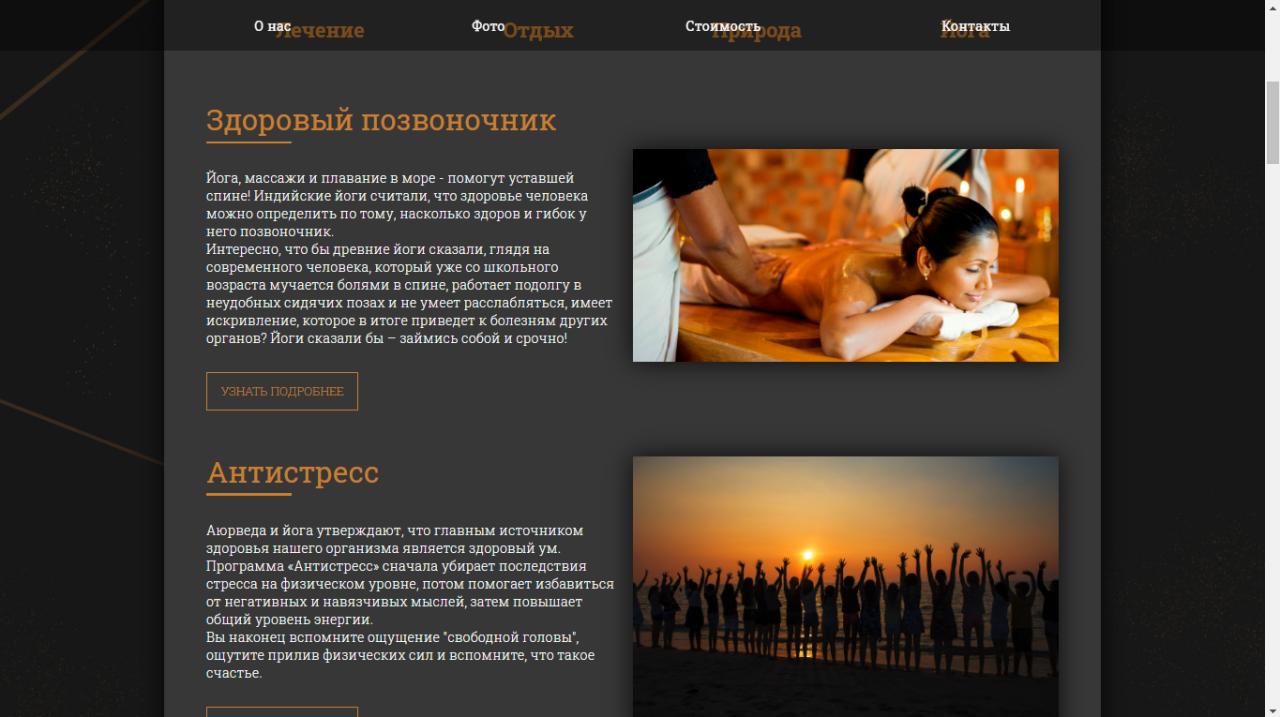 О нас Фото Стоимость Контакты
Лечение Отдых Природа Йога
Здоровый позвоночник
Йога, массажи и плавание в море - помогут уставшей
спине! Индийские йоги считали, что здоровье человека
можно определить по тому, насколько здоров и гибок у
него позвоночник.
Интересно, что бы древние йоги сказали, глядя на
современного человека, который уже со школьного
возраста мучается болями в спине, работает подолгу в
неудобных сидячих позах и не умеет расслабляться, имеет
искривление, которое в итоге приведет к болезням других
органов? Йоги сказали бы – займись собой и срочно!
УЗНАТЬ ПОДРОБНЕЕ
Антистресс
Аюрведа и йога утверждают, что главным источником
здоровья нашего организма является здоровый ум.
Программа «Антистресс» сначала убирает последствия
стресса на физическом уровне, потом помогает избавиться
от негативных и навязчивых мыслей, затем повышает
общий уровень энергии.
Вы наконец вспомните ощущение "свободной головы",
ощутите прилив физических сил и вспомните, что такое
счастье.